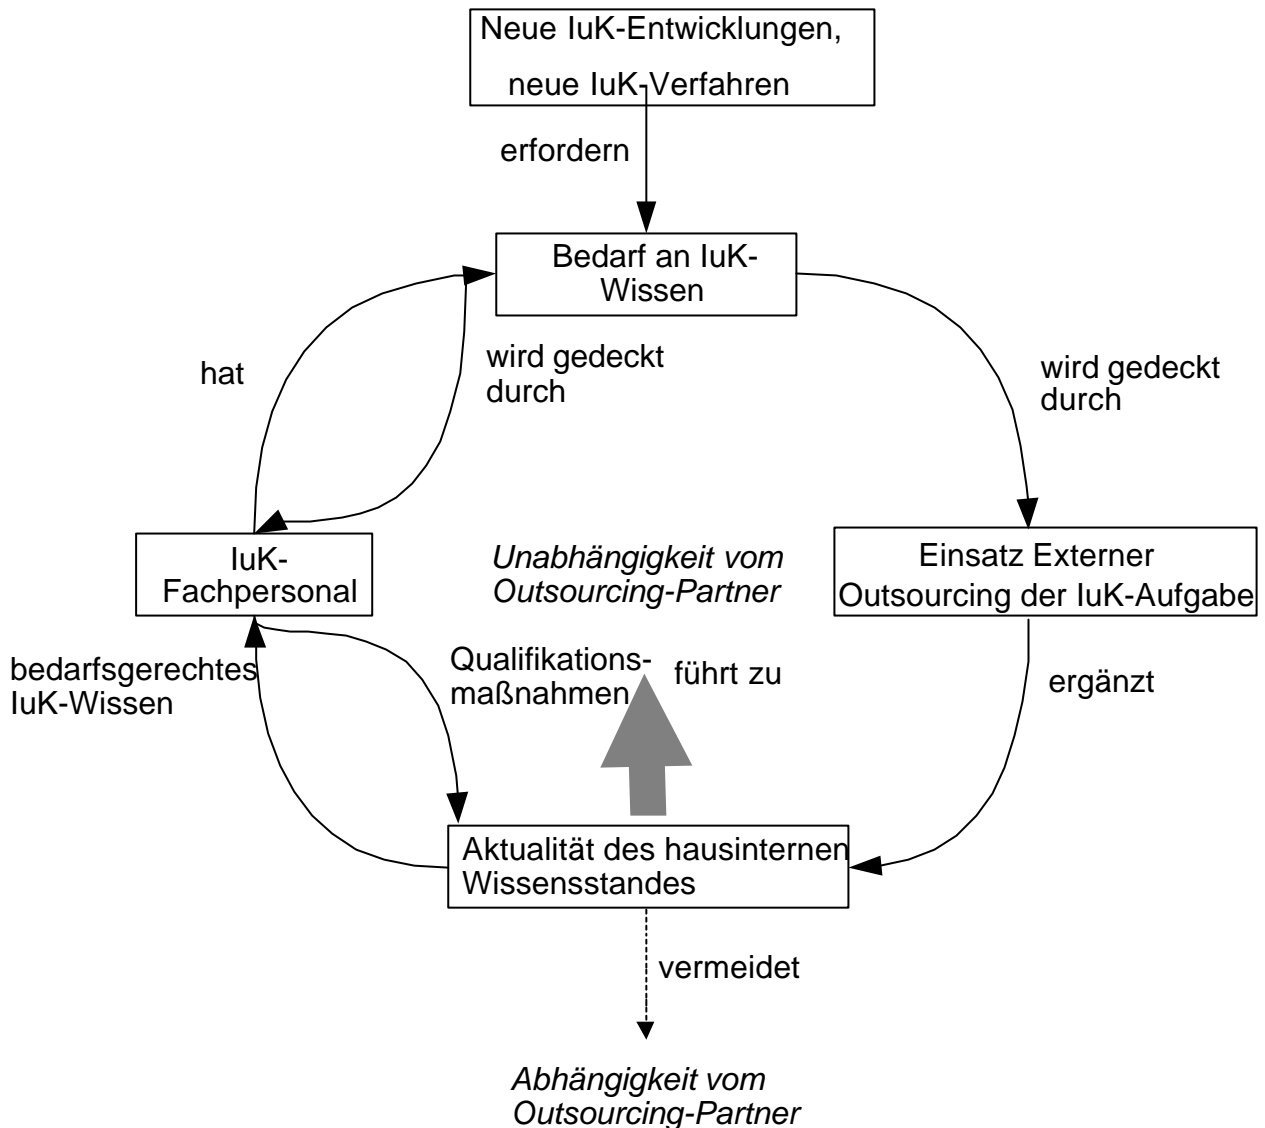 Neue IuK-Entwicklungen,
neue IuK-Verfahren
erfordern
Bedarf an IuK-
Wissen
hat
wird gedeckt
durch
wird gedeckt
durch
IuK-
Fachpersonal
Unabhängigkeit vom
Outsourcing-Partner
Einsatz Externer
Outsourcing der IuK-Aufgabe
bedarfsgerechtes
IuK-Wissen
Qualifikations-
maßnahmen
führt zu
ergänzt
Aktualität des hausinternen
Wissensstandes
vermeidet
Abhängigkeit vom
Outsourcing-Partner